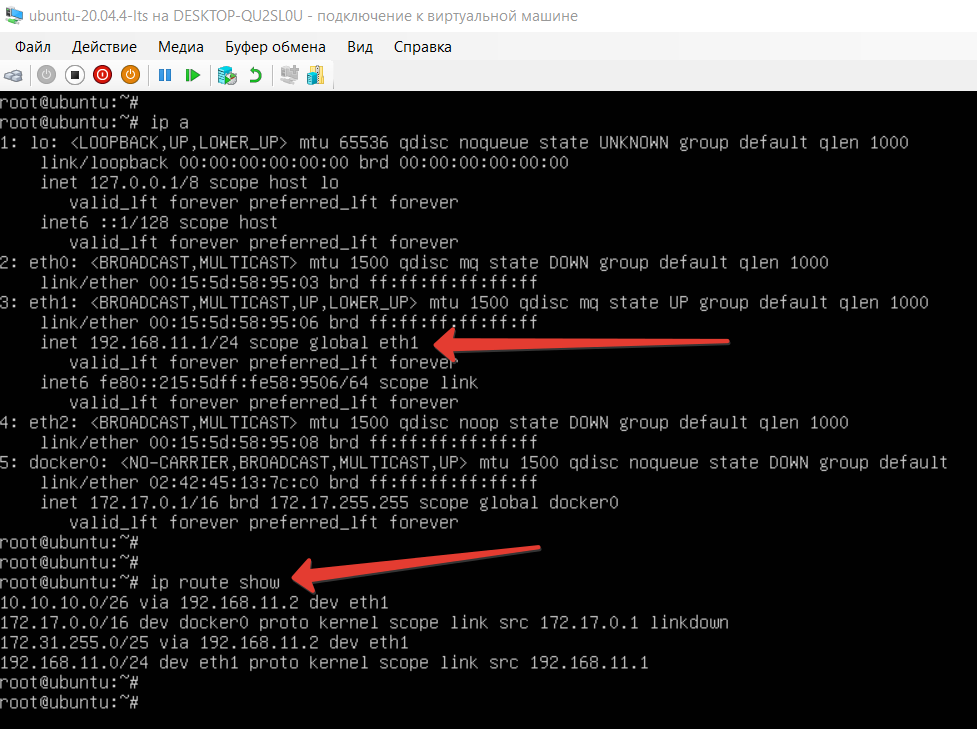 ubuntu-20.04.4-lts на DESKTOP-QU2SL0U - подключение к виртуальной машине
Файл Действие Медиа Буфер обмена Вид Справка
root@ubuntu:~#
root@ubuntu:~# ip a
1: lo: <LOOPBACK,UP,LOWER_UP> mtu 65536 qdisc noqueue state UNKNOWN group default qlen 1000
    link/loopback 00:00:00:00:00:00 brd 00:00:00:00:00:00
    inet 127.0.0.1/8 scope host lo
       valid_lft forever preferred_lft forever
    inet6 ::1/128 scope host
       valid_lft forever preferred_lft forever
2: eth0: <BROADCAST,MULTICAST> mtu 1500 qdisc mq state DOWN group default qlen 1000
    link/ether 00:15:5d:58:95:03 brd ff:ff:ff:ff:ff:ff
3: eth1: <BROADCAST,MULTICAST,UP,LOWER_UP> mtu 1500 qdisc mq state UP group default qlen 1000
    link/ether 00:15:5d:58:95:06 brd ff:ff:ff:ff:ff:ff
    inet 192.168.11.1/24 scope global eth1
       valid_lft forever preferred_lft forever
    inet6 fe80::215:5dff:fe58:9506/64 scope link
       valid_lft forever preferred_lft forever
4: eth2: <BROADCAST,MULTICAST> mtu 1500 qdisc noop state DOWN group default qlen 1000
    link/ether 00:15:5d:58:95:08 brd ff:ff:ff:ff:ff:ff
5: docker0: <NO-CARRIER,BROADCAST,MULTICAST,UP> mtu 1500 qdisc noqueue state DOWN group default
    link/ether 02:42:45:13:7c:c0 brd ff:ff:ff:ff:ff:ff
    inet 172.17.0.1/16 brd 172.17.255.255 scope global docker0
       valid_lft forever preferred_lft forever
root@ubuntu:~#
root@ubuntu:~#
root@ubuntu:~# ip route show
10.10.10.0/26 via 192.168.11.2 dev eth1
172.17.0.0/16 dev docker0 proto kernel scope link src 172.17.0.1 linkdown
172.31.255.0/25 via 192.168.11.2 dev eth1
192.168.11.0/24 dev eth1 proto kernel scope link src 192.168.11.1
root@ubuntu:~#
root@ubuntu:~#